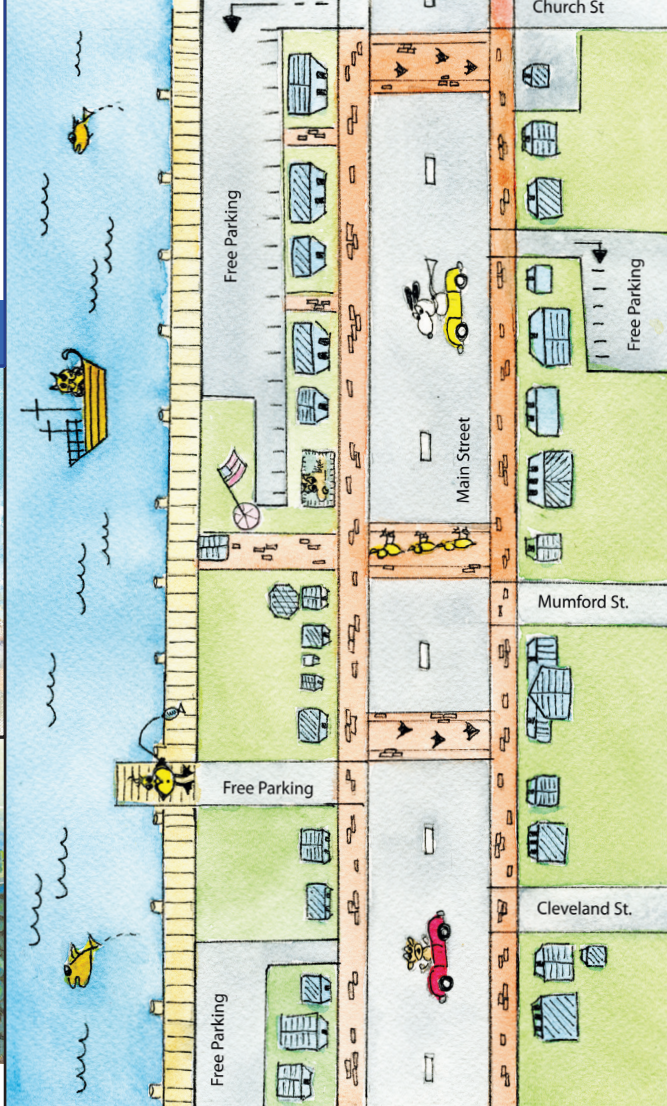 Church St
Free Parking
Free Parking
Main Street
Mumford St.
Free Parking
Cleveland St.
Free Parking